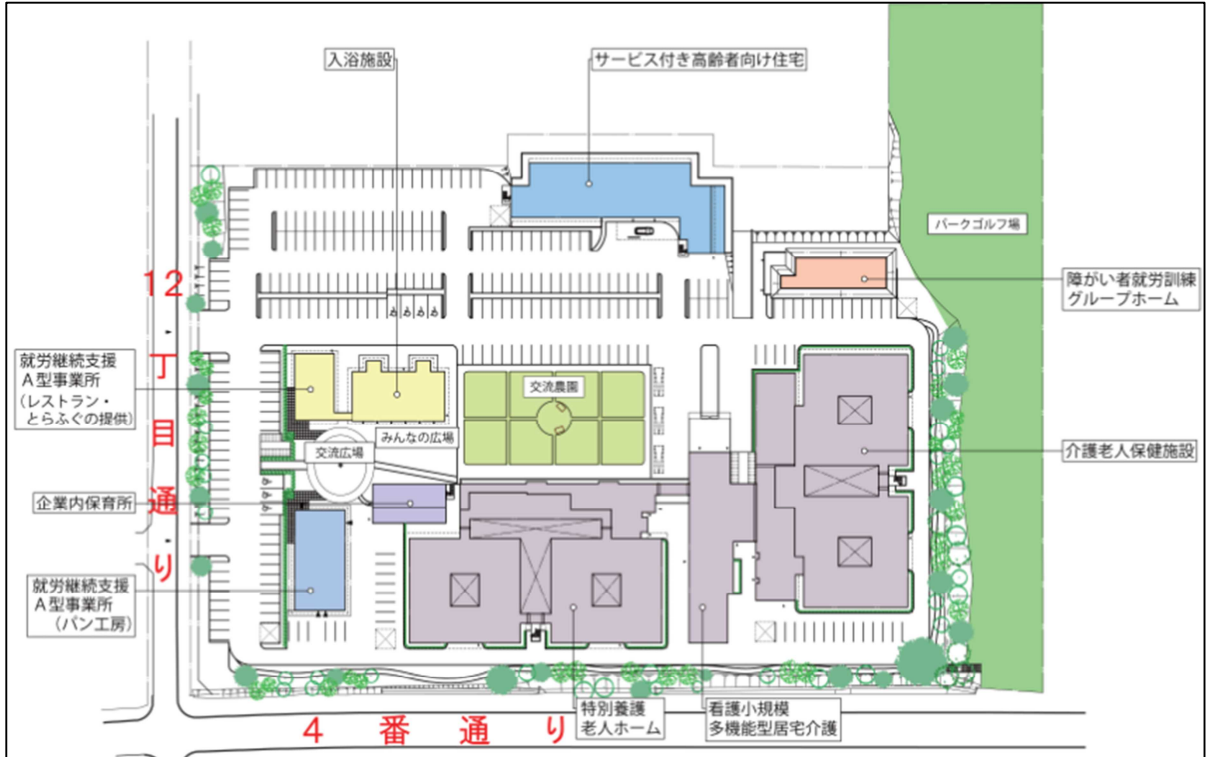 入浴施設
サービス付き高齢者向け住宅
パークゴルフ場
障がい者就労訓練
グループホーム
12丁目通り
就労継続支援
A型事業所
（レストラン・
とらふぐの提供）
交流農園
みんなの広場
交流広場
介護老人保健施設
企業内保育所
就労継続支援
A型事業所
（パン工房）
特別養護
老人ホーム
看護小規模
多機能型居宅介護
4番通り